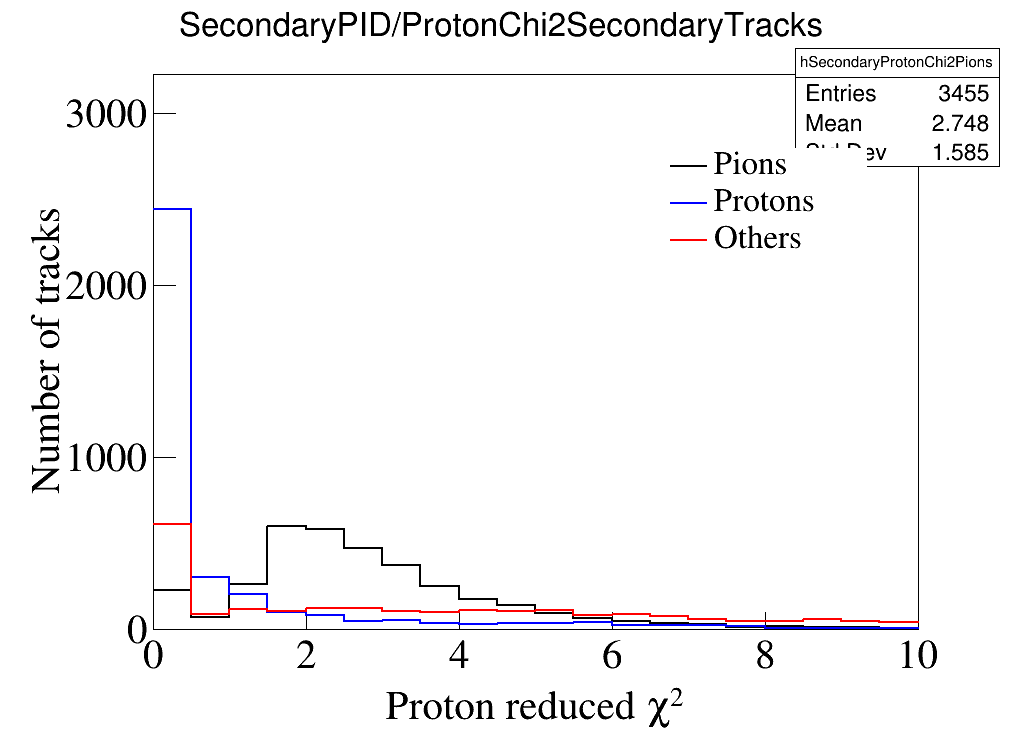 SecondaryPID/ProtonChi2SecondaryTracks
hSecondaryProtonChi2Pions
Entries 3455
Mean 2.748
Dev 1.585
Pions
Protons
Others
Number of tracks
3000
2000
1000
0
0 2 4 6 8 10
Proton reduced χ²